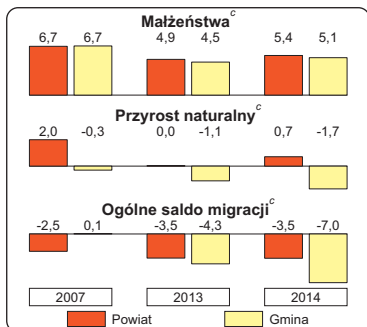 Małżeństwa c
6,7 6,7 4,9 4,5 5,4 5,1
Przyrost naturalny c
2,0 -0,3 0,0 -1,1 0,7 -1,7
Ogólne saldo migracji c
-2,5 0,1 -3,5 -4,3 -3,5 -7,0
2007 2013 2014
Powiat Gmina